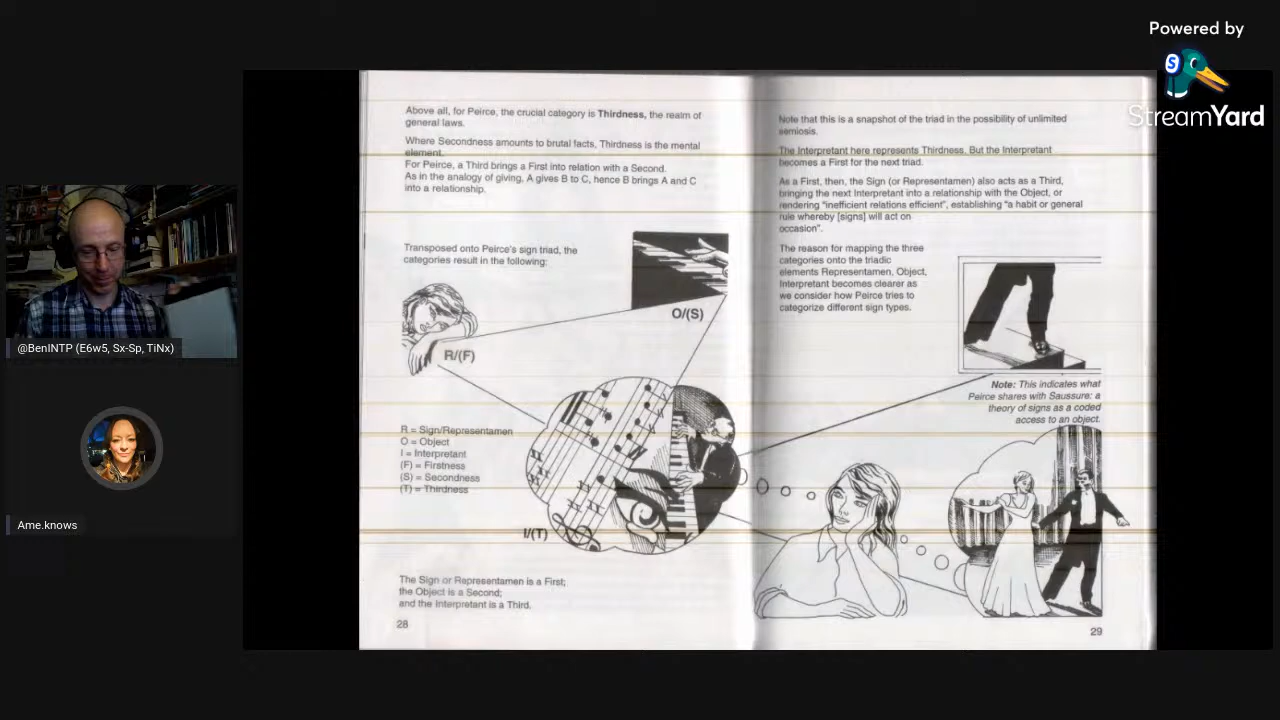 Powered by
S
StreamYard
Above all, for Peirce, the crucial category is Thirdness, the realm of
general laws.
Where Secondness amounts to brutal facts, Thirdness is the mental
element.
For Peirce, a Third brings a First into relation with a Second.
As in the analogy of giving, A gives B to C, hence B brings A and C
into a relationship.
Transposed onto Peirce's sign triad, the
categories result in the following:
O/(S)
R/(F)
R = Sign/Representamen
O = Object
I = Interpretant
(F) = Firstness
(S) = Secondness
(T) = Thirdness
I/(T)
The Sign or Representamen is a First;
the Object is a Second;
and the Interpretant is a Third.
28
Note that this is a snapshot of the triad in the possibility of unlimited
semiosis.
The Interpretant here represents Thirdness. But the Interpretant
becomes a First for the next triad.
As a First, then, the Sign (or Representamen) also acts as a Third,
bringing the next Interpretant into a relationship with the Object, or
rendering "inefficient relations efficient", establishing "a habit or general
rule whereby [signs] will act on
occasion".
The reason for mapping the three
categories onto the triadic
elements Representamen, Object,
Interpretant becomes clearer as
we consider how Peirce tries to
categorize different sign types.
Note: This indicates what
Peirce shares with Saussure: a
theory of signs as a coded
access to an object.
29
@BenINTP (E6w5, Sx-Sp, TiNx)
Ame.knows